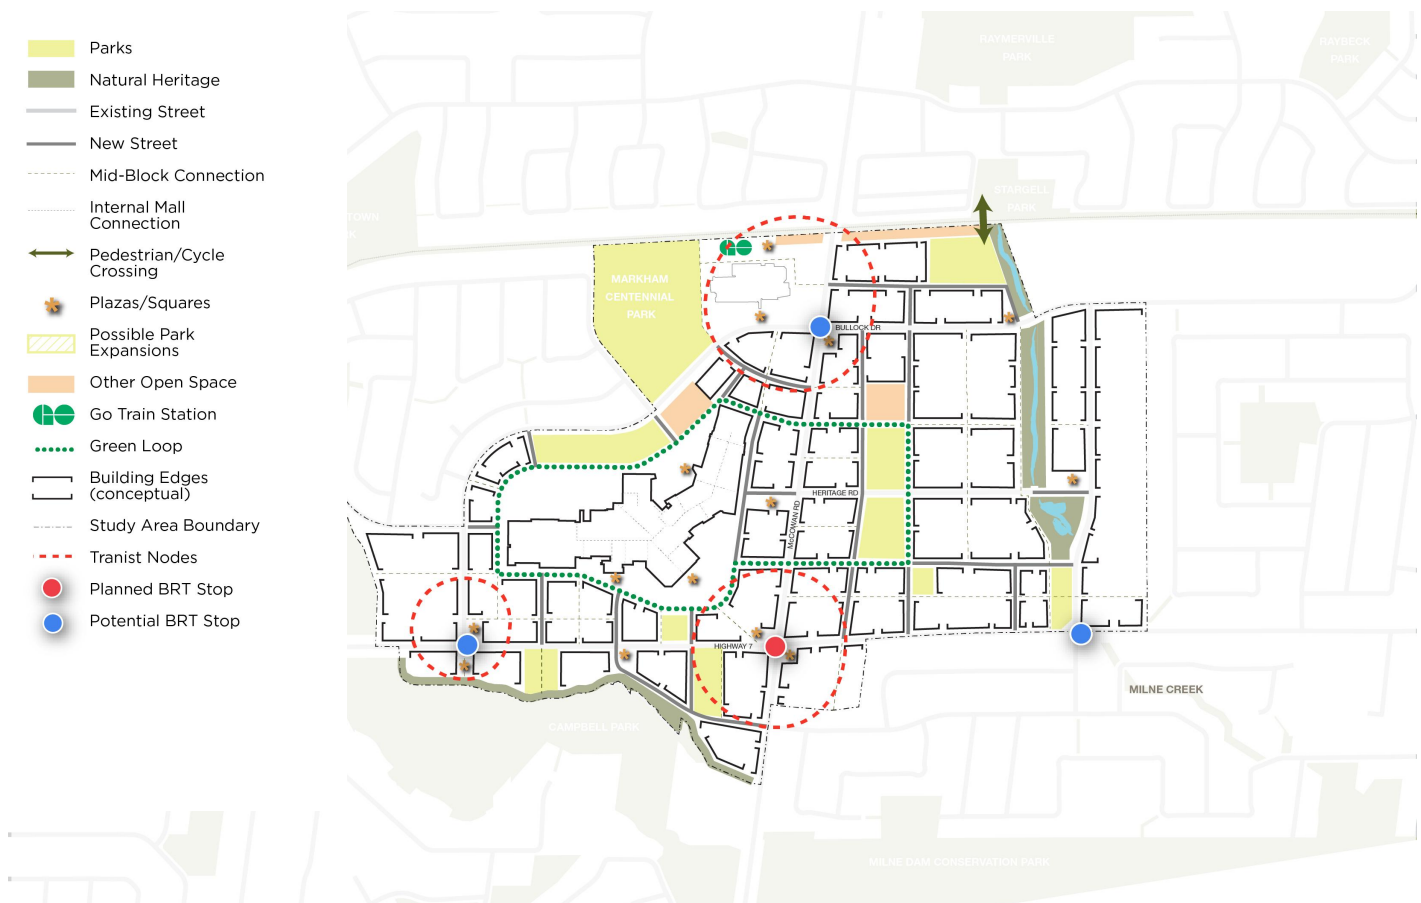 Parks
Natural Heritage
Existing Street
New Street
Mid-Block Connection
Internal Mall
Connection
Pedestrian/Cycle
Crossing
Plazas/Squares
Possible Park
Expansions
Other Open Space
Go Train Station
Green Loop
Building Edges
(conceptual)
Study Area Boundary
Tranist Nodes
Planned BRT Stop
Potential BRT Stop
RAYMERVILLE
PARK
RAYBECK
PARK
STARGELL
PARK
TOWN
GO
MARKHAM
CENTENNIAL
PARK
BULLOCK DR
HERITAGE RD
McCOWAN RD
HIGHWAY 7
CAMPBELL PARK
MILNE CREEK
MILNE DAM CONSERVATION PARK